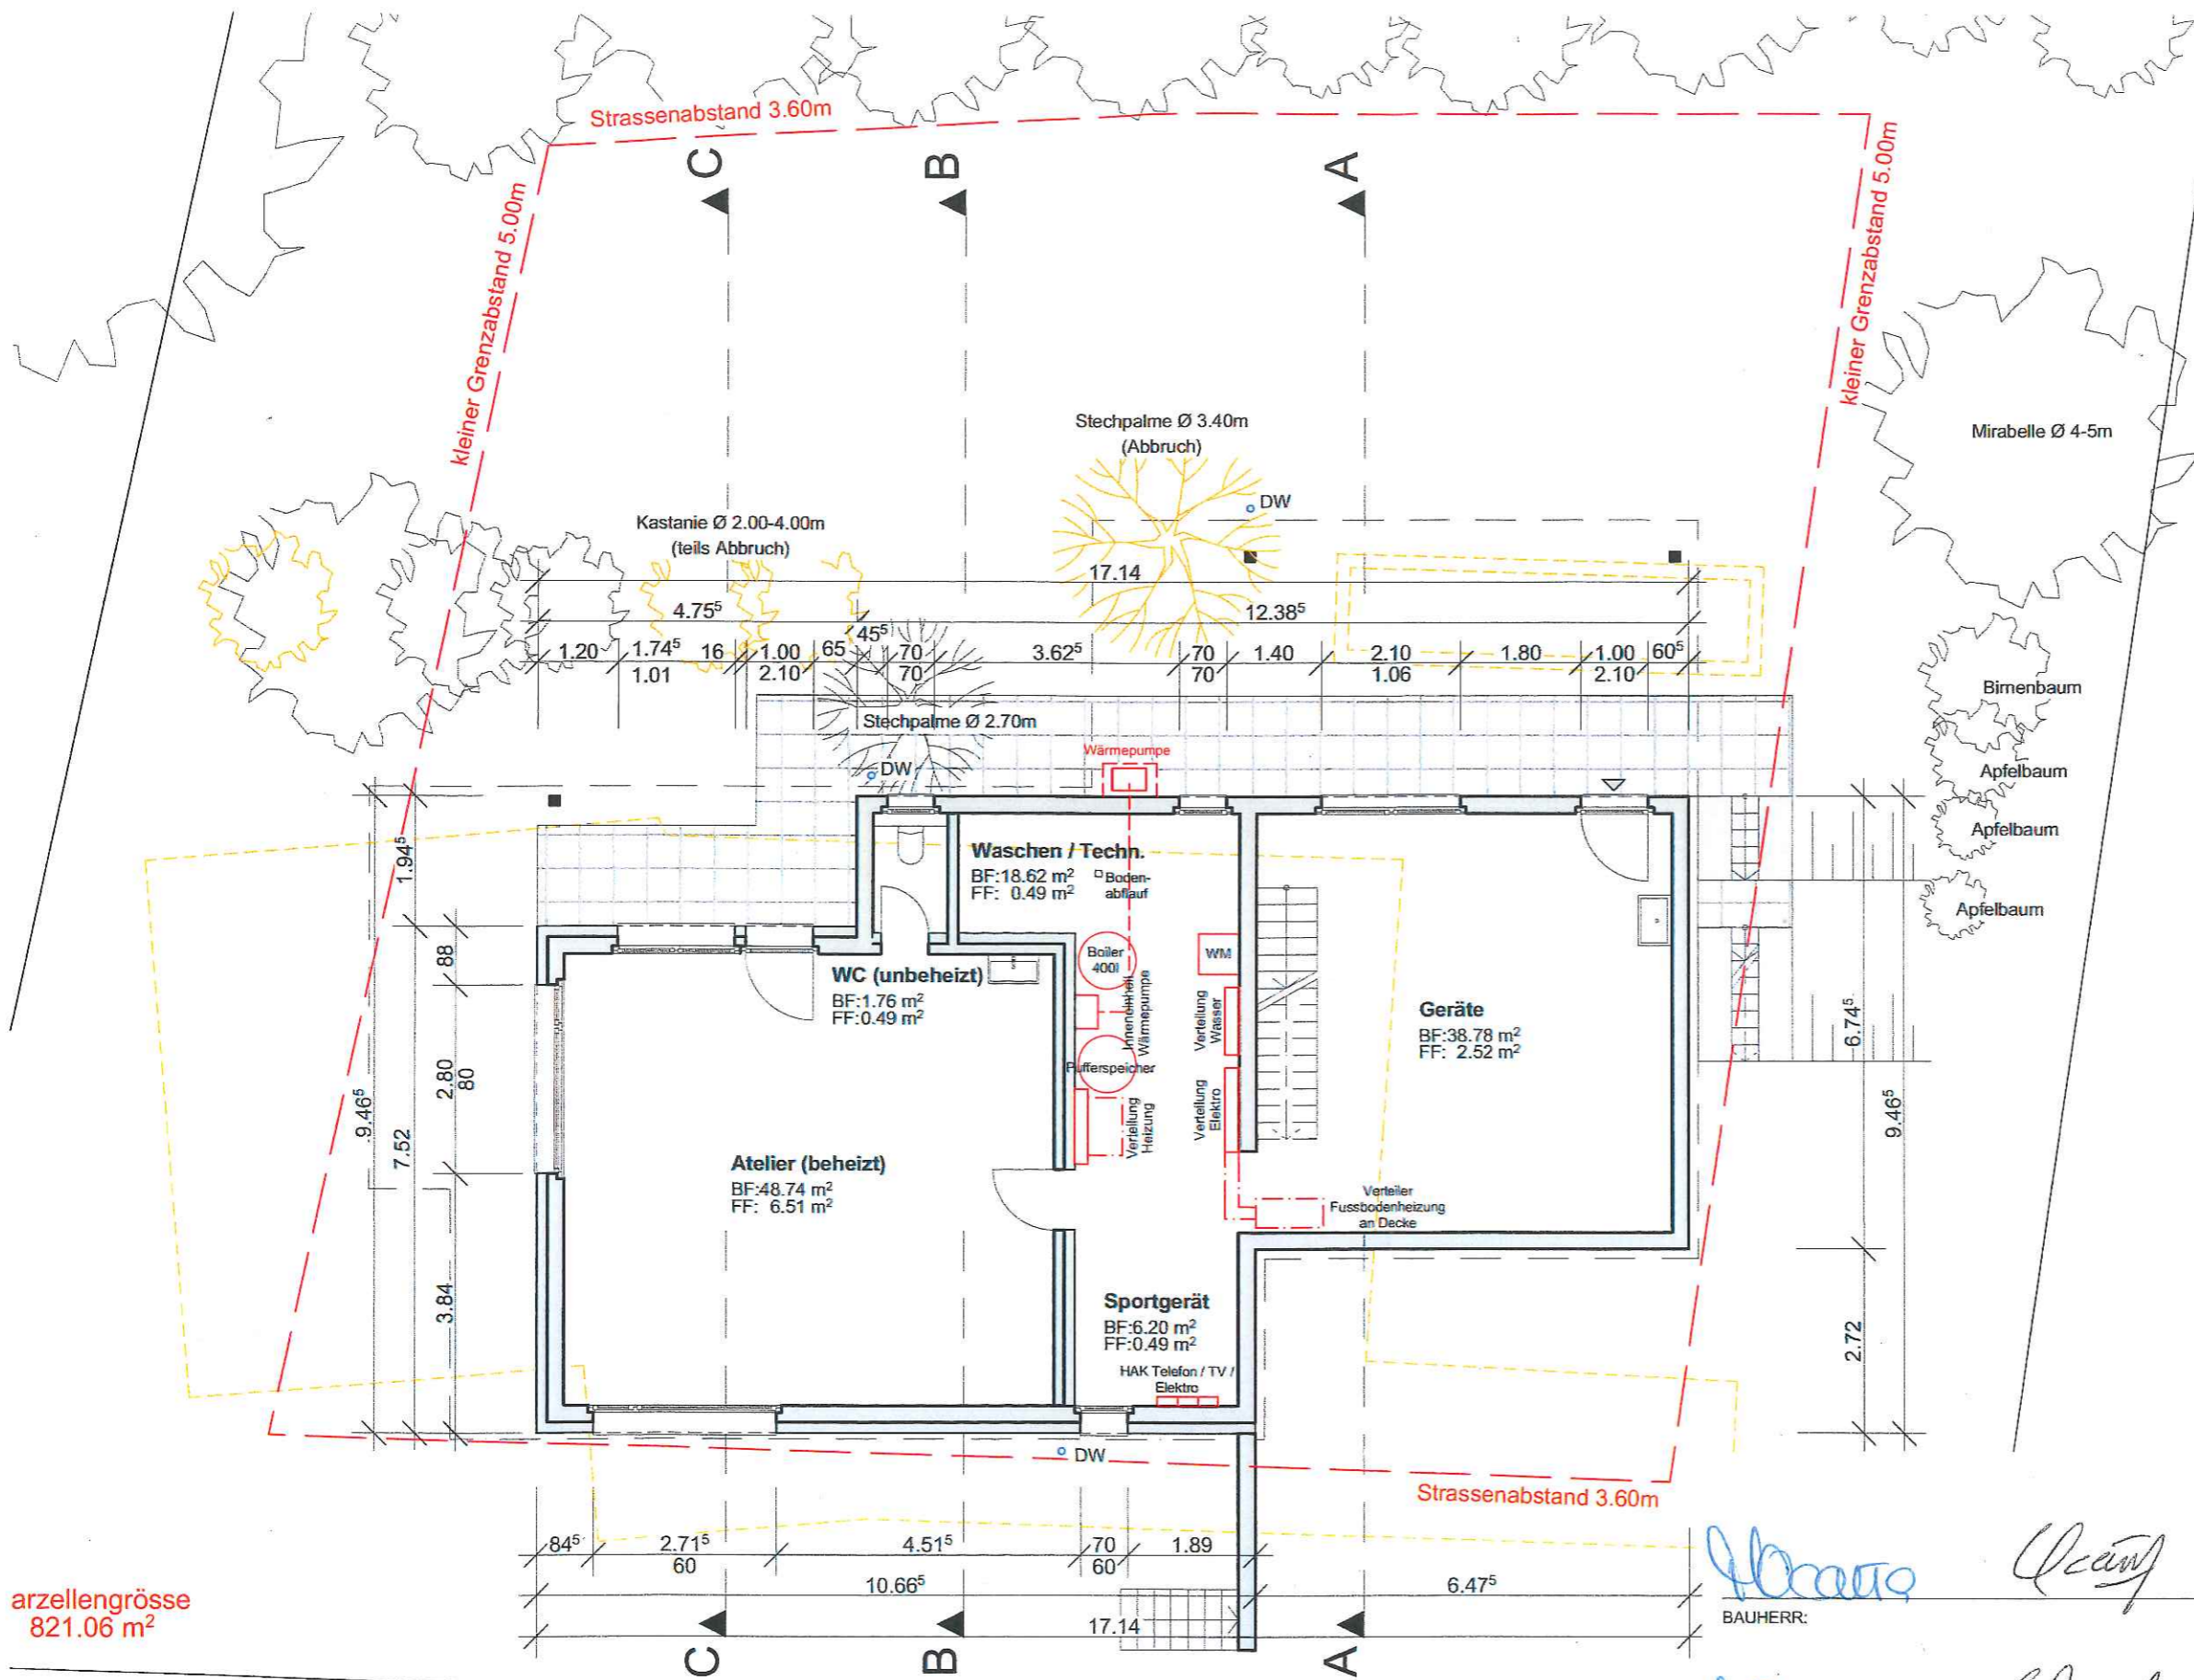 Strassenabstand 3.60m
kleiner Grenzabstand 5.00m
kleiner Grenzabstand 5.00m
C
B
A
Stechpalme Ø 3.40m
(Abbruch)
DW
Mirabelle Ø 4-5m
Kastanie Ø 2.00-4.00m
(teils Abbruch)
17.14
4.75⁵
12.38⁵
1.20
1.74⁵
16
1.00
65
45⁵
70
3.62⁵
70
1.40
2.10
1.80
1.00
60⁵
1.01
2.10
70
70
1.06
2.10
Birnenbaum
Stechpalme Ø 2.70m
Wärmepumpe
DW
Apfelbaum
Apfelbaum
Apfelbaum
1.94⁵
88
2.80
80
9.46⁵
7.52
3.84
Waschen / Techn.
BF:18.62 m²
FF: 0.49 m²
Boden-
ablauf
WC (unbeheizt)
BF:1.76 m²
FF:0.49 m²
Boiler
400l
WM
Inneneinheit
Wärmepumpe
Verteilung
Wasser
Pufferspeicher
Verteilung
Heizung
Verteilung
Elektro
Geräte
BF:38.78 m²
FF: 2.52 m²
6.74⁵
9.46⁵
2.72
Atelier (beheizt)
BF:48.74 m²
FF: 6.51 m²
Verteiler
Fussbodenheizung
an Decke
Sportgerät
BF:6.20 m²
FF:0.49 m²
HAK Telefon / TV /
Elektro
DW
Strassenabstand 3.60m
84⁵
2.71⁵
60
4.51⁵
70
60
1.89
10.66⁵
6.47⁵
17.14
arzellengrösse
821.06 m²
BAUHERR:
C
B
A